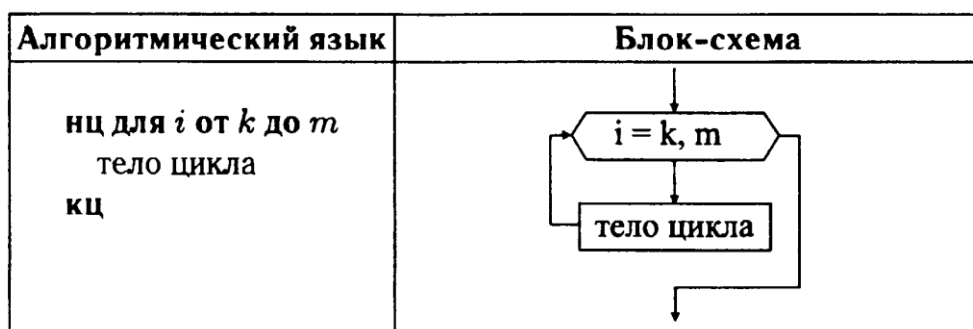 Алгоритмический язык
Блок-схема
нц для i от k до m
тело цикла
кц
i = k, m
тело цикла